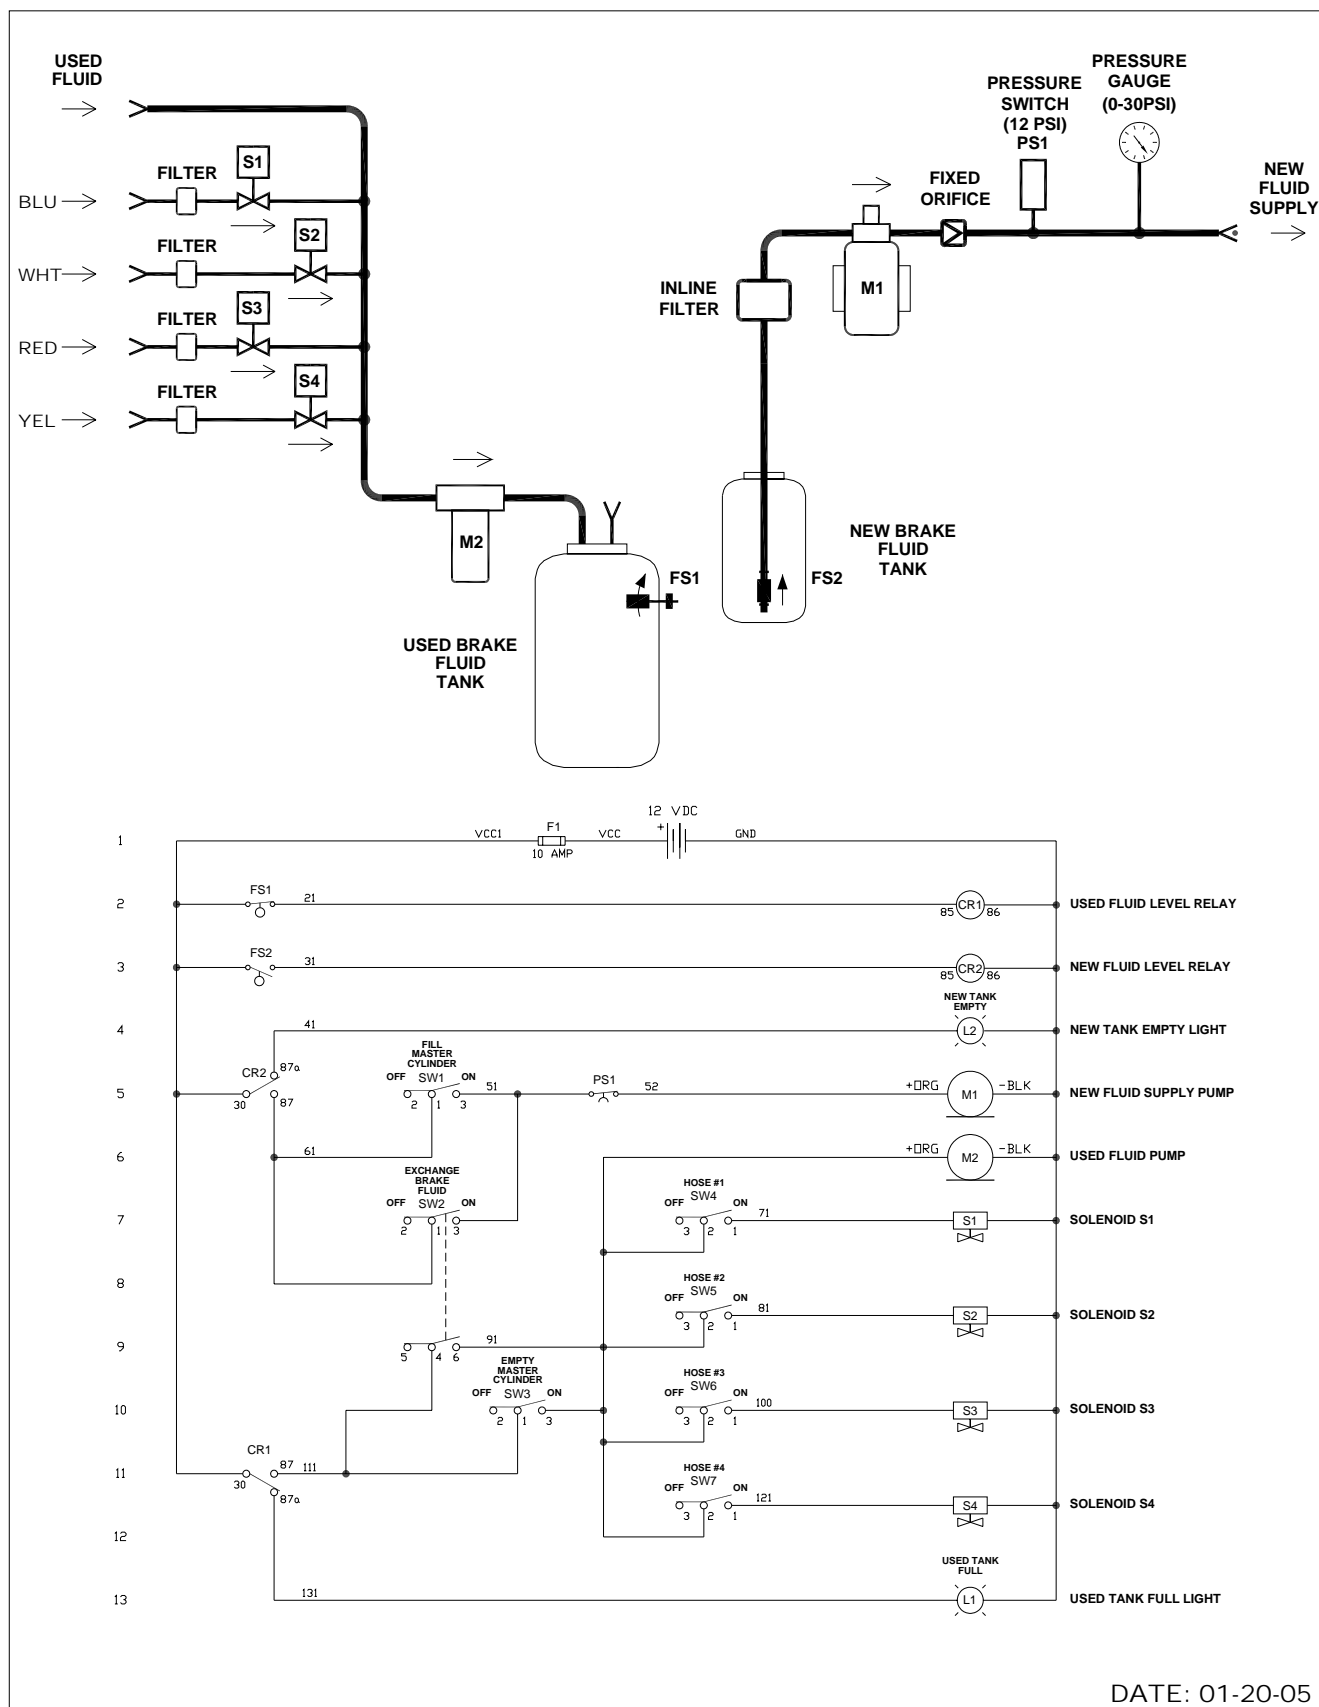 USED
FLUID
BLU
WHT
RED
YEL
FILTER
S1
FILTER
S2
FILTER
S3
FILTER
S4
M2
USED BRAKE
FLUID
TANK
FS1
INLINE
FILTER
M1
FIXED
ORIFICE
PRESSURE
SWITCH
(12 PSI)
PS1
PRESSURE
GAUGE
(0-30PSI)
NEW
FLUID
SUPPLY
NEW BRAKE
FLUID
TANK
FS2
1
VCC1
F1
10 AMP
VCC
12 VDC
+
GND
2
FS1
21
85
CR1
86
USED FLUID LEVEL RELAY
3
FS2
31
85
CR2
86
NEW FLUID LEVEL RELAY
4
41
NEW TANK
EMPTY
L2
NEW TANK EMPTY LIGHT
5
CR2
87a
30
87
FILL
MASTER
CYLINDER
OFF SW1 ON
2 1 3
51
PS1
52
+ORG
M1
-BLK
NEW FLUID SUPPLY PUMP
6
61
+ORG
M2
-BLK
USED FLUID PUMP
7
EXCHANGE
BRAKE
FLUID
OFF SW2 ON
2 1 3
HOSE #1
OFF SW4 ON
3 2 1
71
S1
SOLENOID S1
8
HOSE #2
OFF SW5 ON
3 2 1
81
S2
SOLENOID S2
9
5 4 6
91
EMPTY
MASTER
CYLINDER
OFF SW3 ON
2 1 3
10
HOSE #3
OFF SW6 ON
3 2 1
100
S3
SOLENOID S3
11
CR1
87
111
30
87a
HOSE #4
OFF SW7 ON
3 2 1
121
S4
SOLENOID S4
12
13
131
USED TANK
FULL
L1
USED TANK FULL LIGHT
DATE: 01-20-05